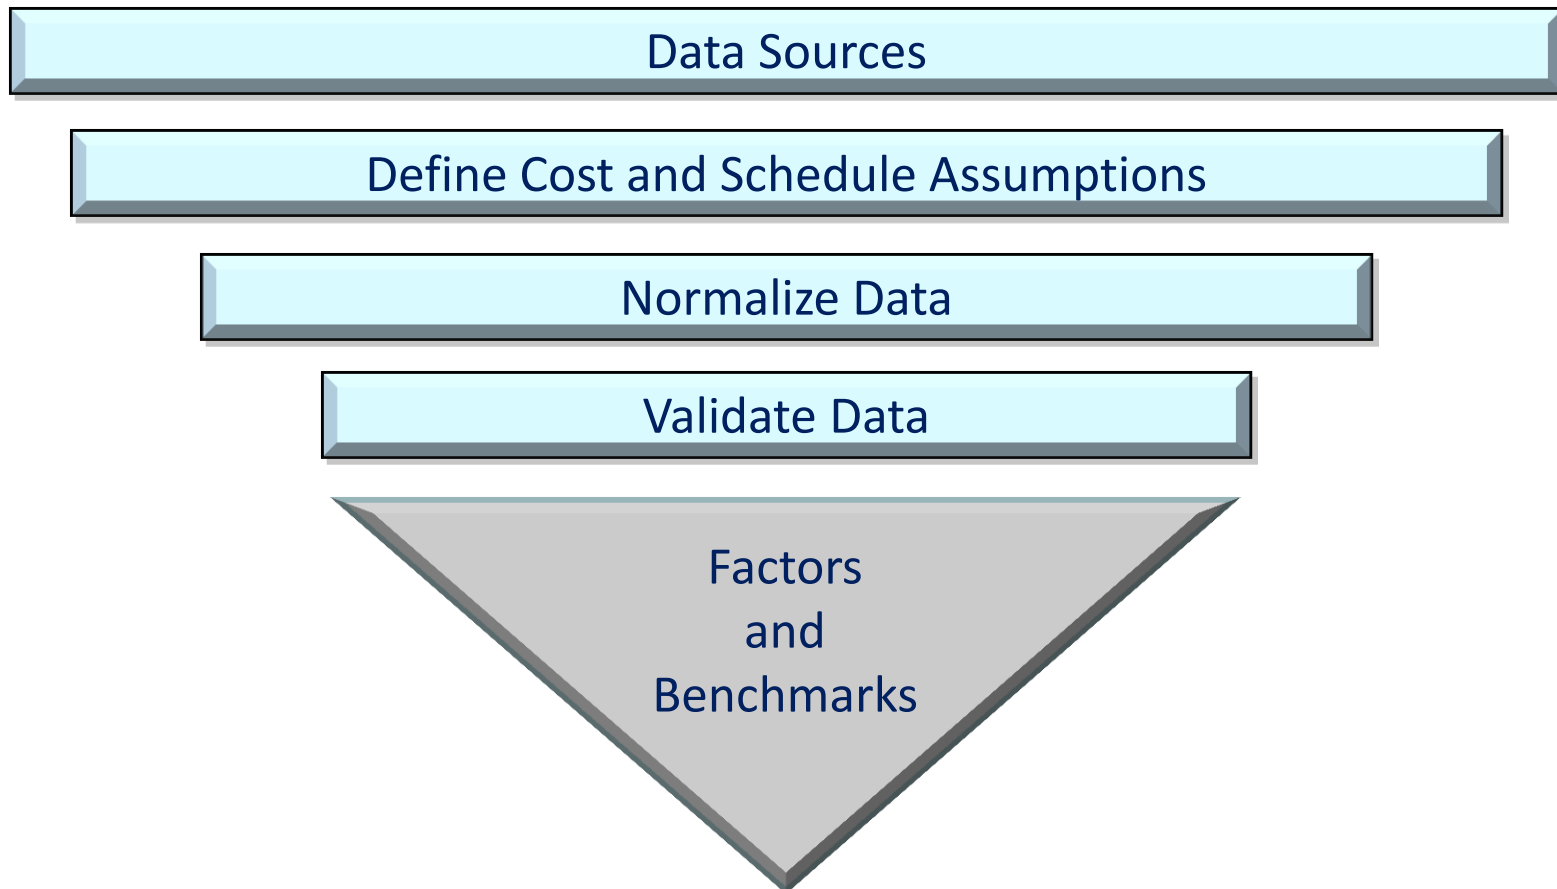 Data Sources
Define Cost and Schedule Assumptions
Normalize Data
Validate Data
Factors
and
Benchmarks